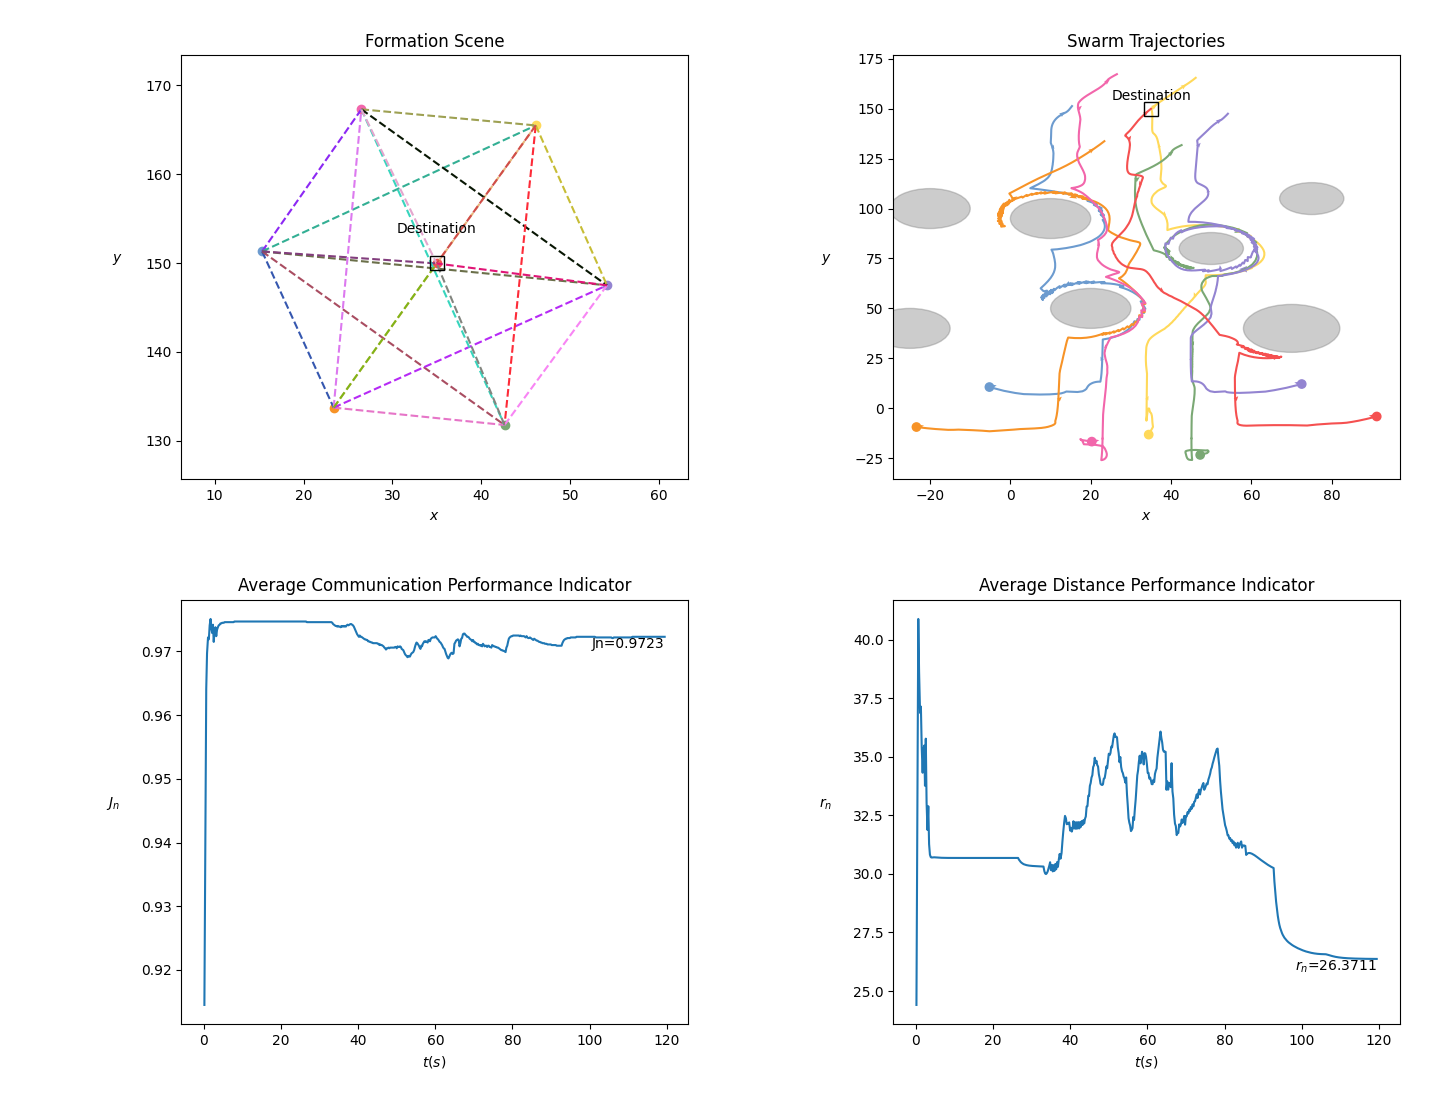 Formation Scene
170
160
150
140
130
y
Destination
10 20 30 40 50 60
x
Swarm Trajectories
175
150
125
100
75
50
25
0
−25
y
Destination
−20 0 20 40 60 80
x
Average Communication Performance Indicator
0.97
0.96
0.95
0.94
0.93
0.92
Jn
Jn=0.9723
0 20 40 60 80 100 120
t(s)
Average Distance Performance Indicator
40.0
37.5
35.0
32.5
30.0
27.5
25.0
rn
rn=26.3711
0 20 40 60 80 100 120
t(s)